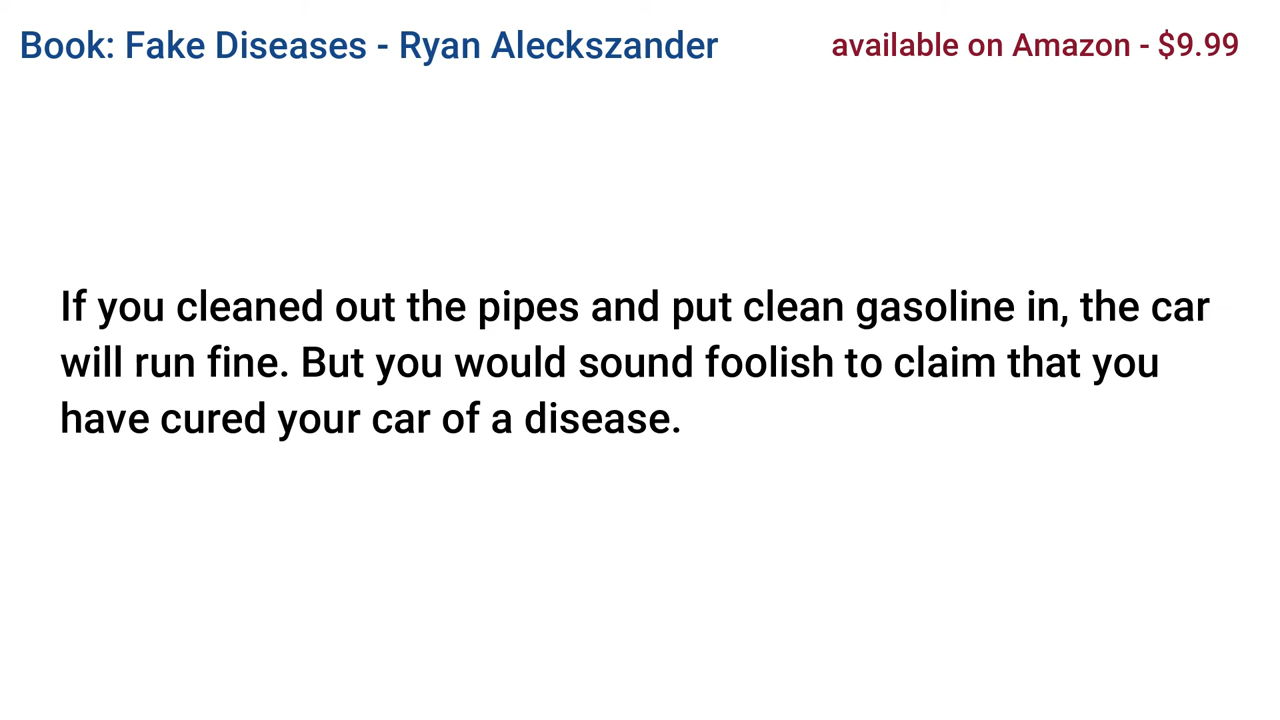 Book: Fake Diseases - Ryan Aleckszander
available on Amazon - $9.99
If you cleaned out the pipes and put clean gasoline in, the car
will run fine. But you would sound foolish to claim that you
have cured your car of a disease.